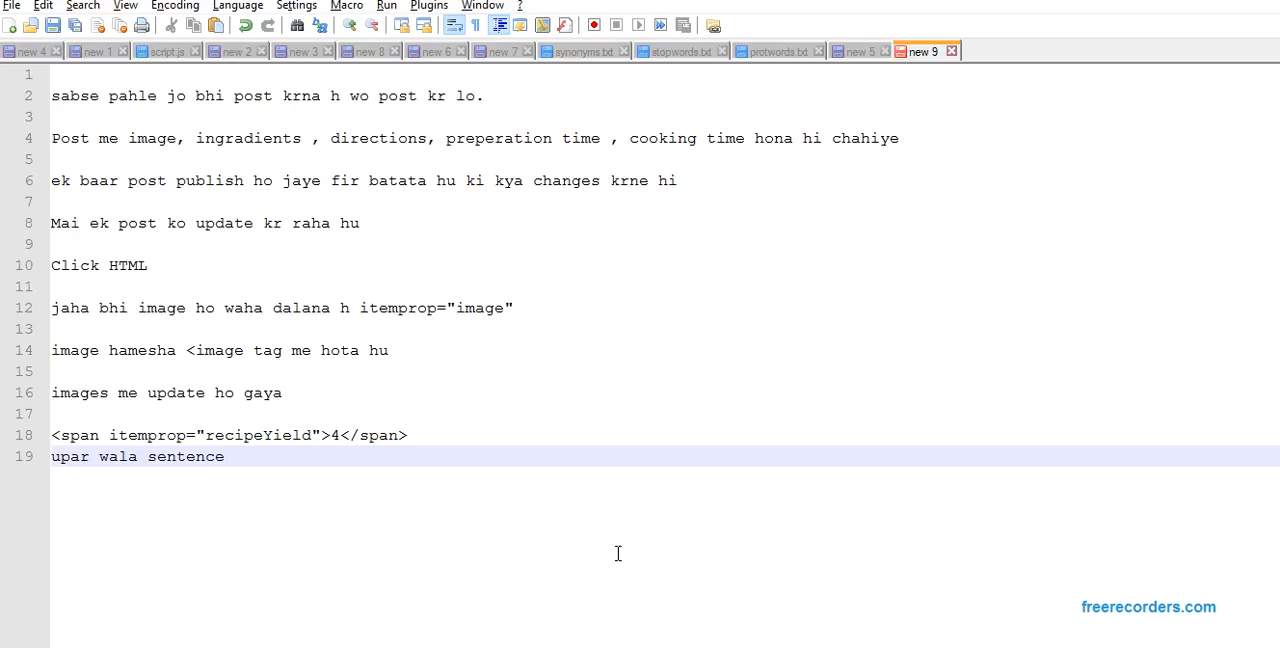 File Edit Search View Encoding Language Settings Macro Run Plugins Window ?
new 4 new 1 script.js new 2 new 3 new 8 new 6 new 7 synonyms.txt stopwords.txt protwords.txt new 5 new 9
1
2 sabse pahle jo bhi post krna h wo post kr lo.
3
4 Post me image, ingradients , directions, preperation time , cooking time hona hi chahiye
5
6 ek baar post publish ho jaye fir batata hu ki kya changes krne hi
7
8 Mai ek post ko update kr raha hu
9
10 Click HTML
11
12 jaha bhi image ho waha dalana h itemprop="image"
13
14 image hamesha <image tag me hota hu
15
16 images me update ho gaya
17
18 <span itemprop="recipeYield">4</span>
19 upar wala sentence
freerecorders.com